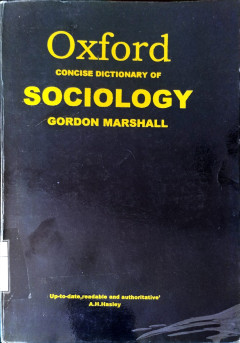 Oxford
CONCISE DICTIONARY OF
SOCIOLOGY
GORDON MARSHALL
'Up-to-date,readable and authoritative'
A.H.Hasley